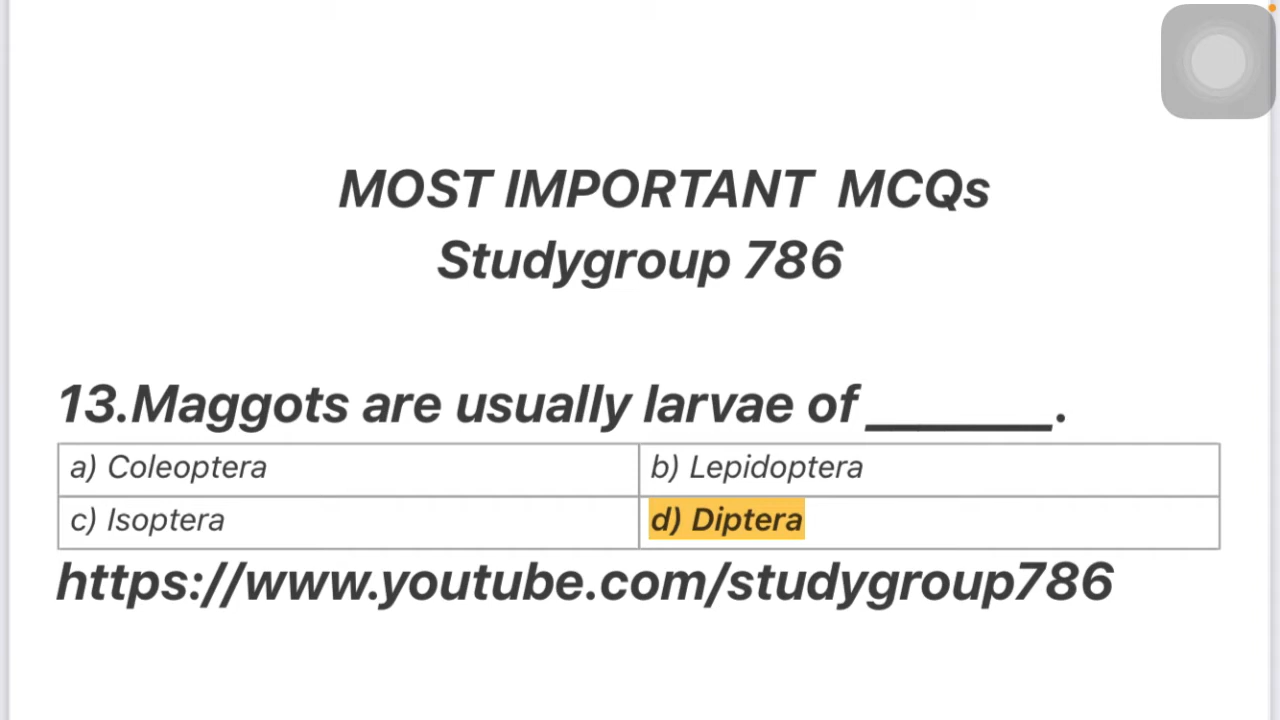 MOST IMPORTANT MCQs
Studygroup 786
13.Maggots are usually larvae of ________.
a) Coleoptera
b) Lepidoptera
c) Isoptera
d) Diptera
https://www.youtube.com/studygroup786